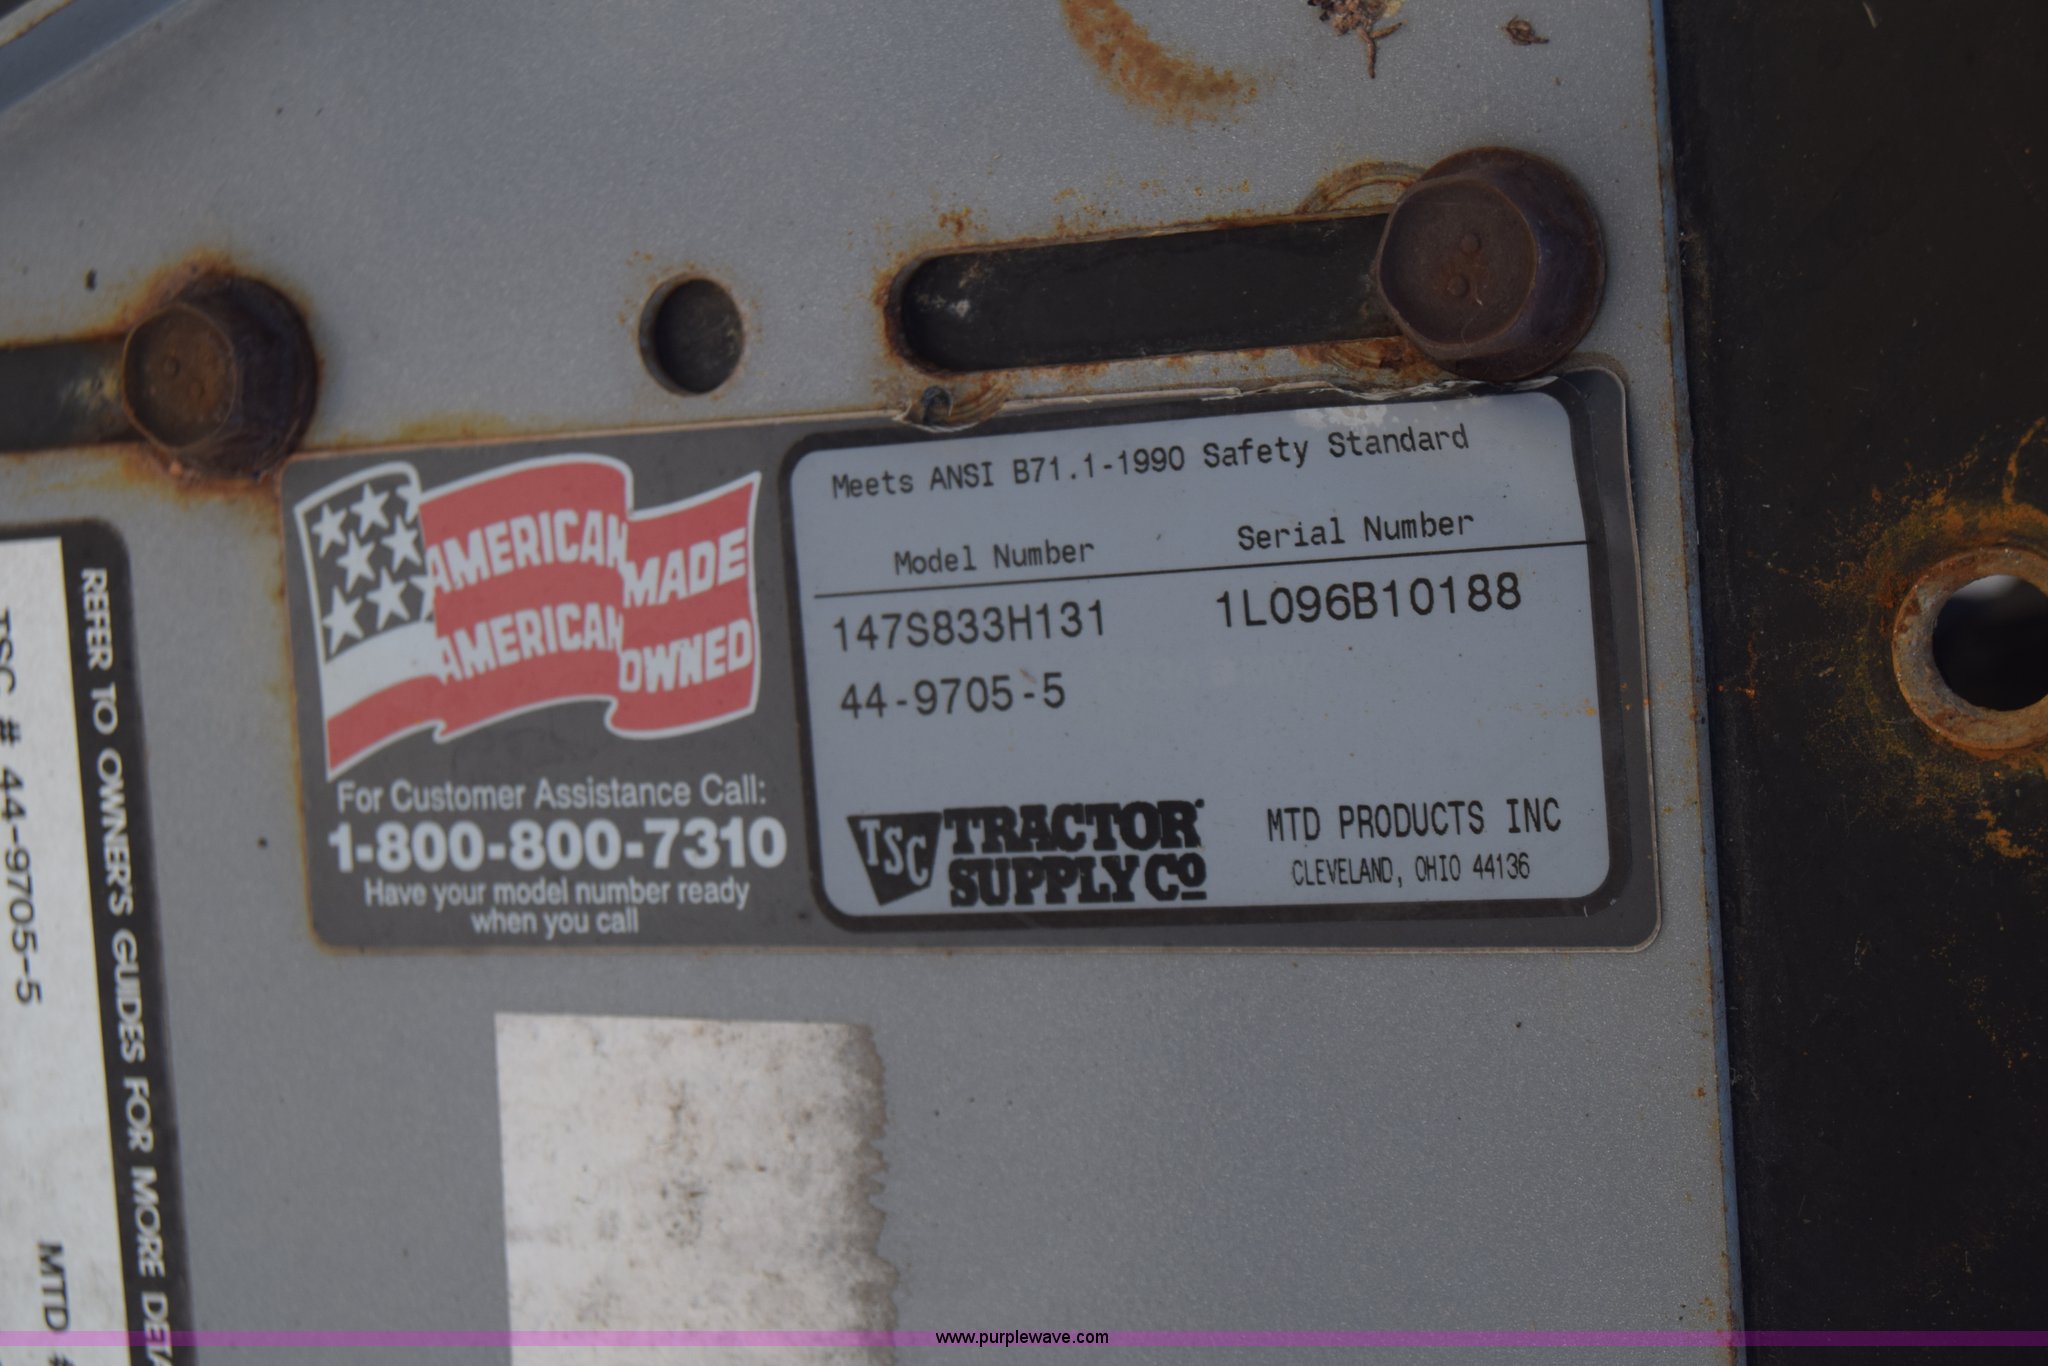 AMERICAN MADE
AMERICAN OWNED
For Customer Assistance Call:
1-800-800-7310
Have your model number ready
when you call
Meets ANSI B71.1-1990 Safety Standard
Model Number Serial Number
147S833H131 1L096B10188
44-9705-5
TSC TRACTOR
SUPPLY CO
MTD PRODUCTS INC
CLEVELAND, OHIO 44136
REFER TO OWNER'S GUIDES FOR MORE
TSC # 44-9705-5 MTD #
www.purplewave.com